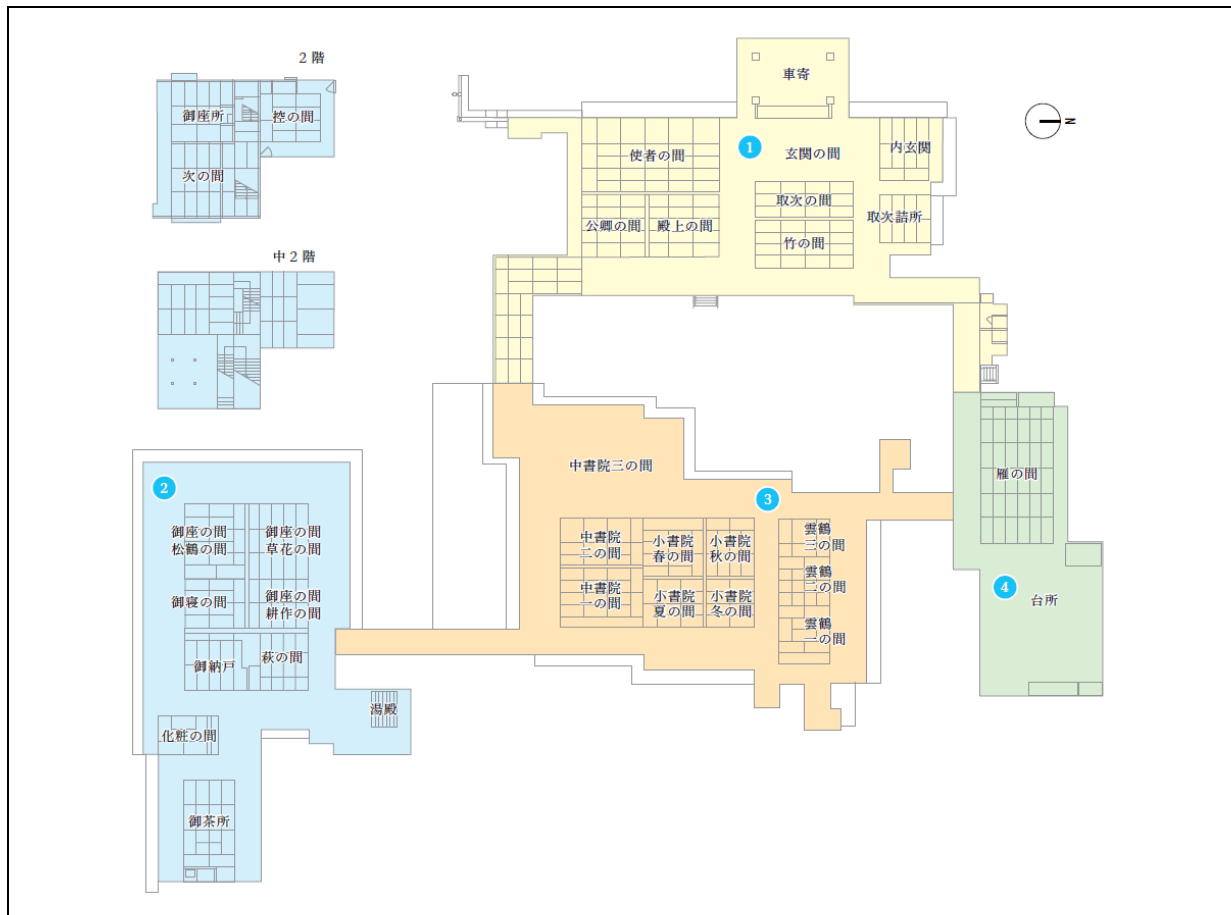 2階
御座所
控の間
次の間
中2階
車寄
N
1
使者の間
玄関の間
内玄関
取次の間
公卿の間
殿上の間
取次詰所
竹の間
2
御座の間
松鶴の間
御座の間
草花の間
御寝の間
御座の間
耕作の間
御納戸
萩の間
湯殿
化粧の間
御茶所
中書院三の間
3
中書院
二の間
小書院
春の間
小書院
秋の間
雲鶴
三の間
中書院
一の間
小書院
夏の間
小書院
冬の間
雲鶴
二の間
雲鶴
一の間
雁の間
4
台所